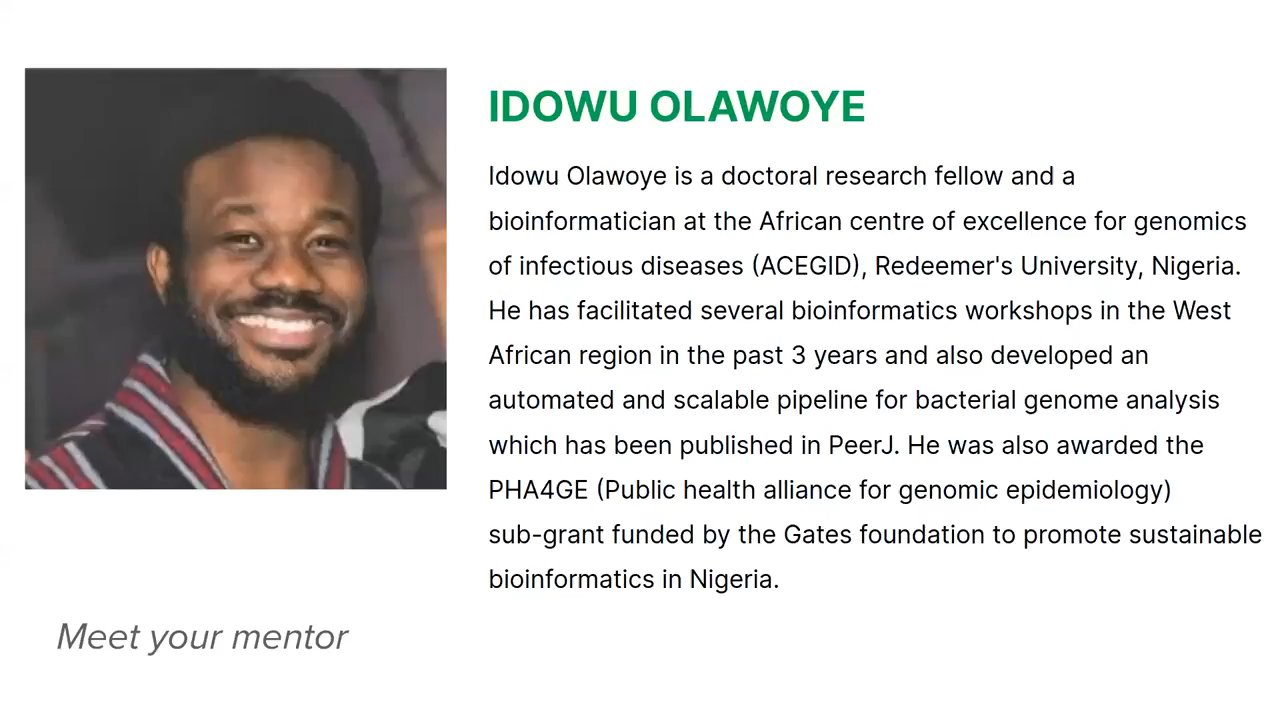 IDOWU OLAWOYE
Idowu Olawoye is a doctoral research fellow and a
bioinformatician at the African centre of excellence for genomics
of infectious diseases (ACEGID), Redeemer's University, Nigeria.
He has facilitated several bioinformatics workshops in the West
African region in the past 3 years and also developed an
automated and scalable pipeline for bacterial genome analysis
which has been published in PeerJ. He was also awarded the
PHA4GE (Public health alliance for genomic epidemiology)
sub-grant funded by the Gates foundation to promote sustainable
bioinformatics in Nigeria.
Meet your mentor